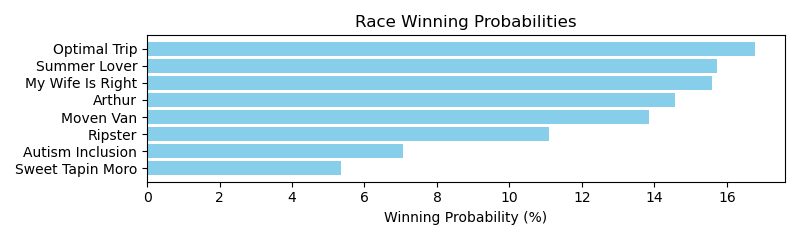 Race Winning Probabilities
Optimal Trip
Summer Lover
My Wife Is Right
Arthur
Moven Van
Ripster
Autism Inclusion
Sweet Tapin Moro
0 2 4 6 8 10 12 14 16
Winning Probability (%)